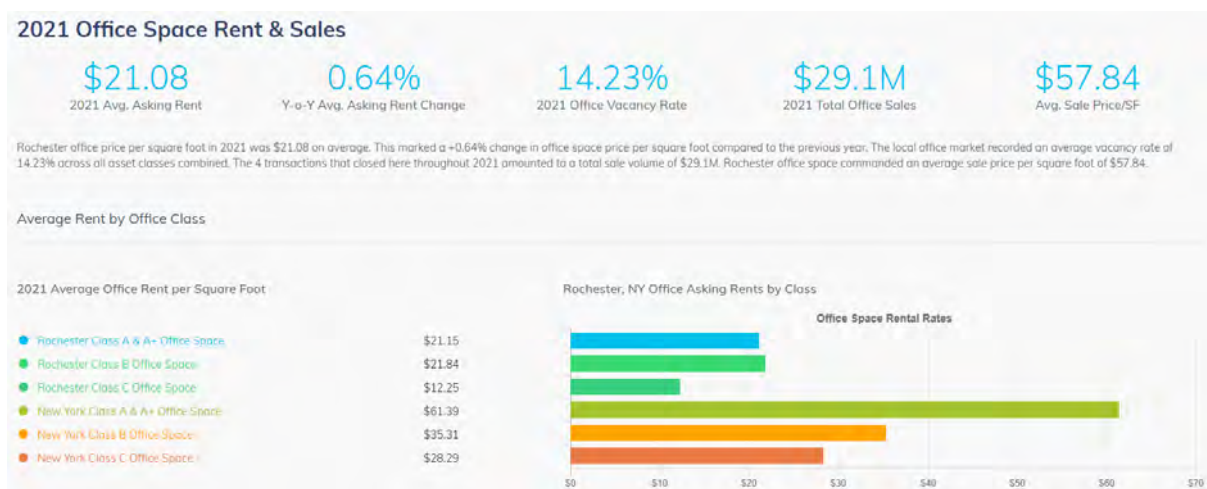 2021 Office Space Rent & Sales
$21.08
0.64%
14.23%
$29.1M
$57.84
2021 Avg. Asking Rent
Y-o-Y Avg. Asking Rent Change
2021 Office Vacancy Rate
2021 Total Office Sales
Avg. Sale Price/SF
Rochester office price per square foot in 2021 was $21.08 on average. This marked a +0.64% change in office space price per square foot compared to the previous year. The local office market recorded an average vacancy rate of
14.23% across all asset classes combined. The 4 transactions that closed here throughout 2021 amounted to a total sale volume of $29.1M. Rochester office space commanded an average sale price per square foot of $57.84.
Average Rent by Office Class
2021 Average Office Rent per Square Foot
Rochester Class A & A+ Office Space $21.15
Rochester Class B Office Space $21.84
Rochester Class C Office Space $12.25
New York Class A & A+ Office Space $61.39
New York Class B Office Space $35.31
New York Class C Office Space $28.29
Rochester, NY Office Asking Rents by Class
Office Space Rental Rates
$0 $10 $20 $30 $40 $50 $60 $70